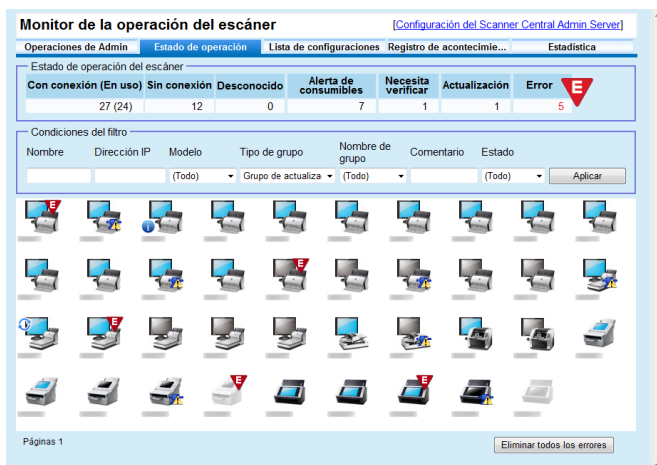 Monitor de la operación del escáner [Configuración del Scanner Central Admin Server]
Operaciones de Admin Estado de operación Lista de configuraciones Registro de acontecimie... Estadística
Estado de operación del escáner
Con conexión (En uso) Sin conexión Desconocido Alerta de consumibles Necesita verificar Actualización Error E
27 (24) 12 0 7 1 1 5
Condiciones del filtro
Nombre Dirección IP Modelo Tipo de grupo Nombre de grupo Comentario Estado
(Todo) Grupo de actualiza (Todo) (Todo) Aplicar
E
E
E
E E
Páginas 1 Eliminar todos los errores